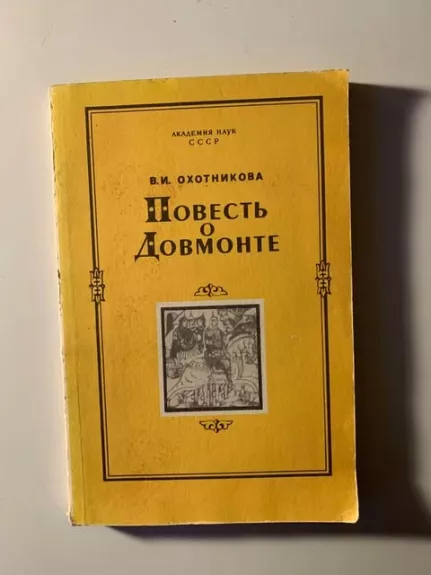 АКАДЕМИЯ НАУК
СССР
В.И. ОХОТНИКОВА
ПОВЕСТЬ
О
ДОВМОНТЕ